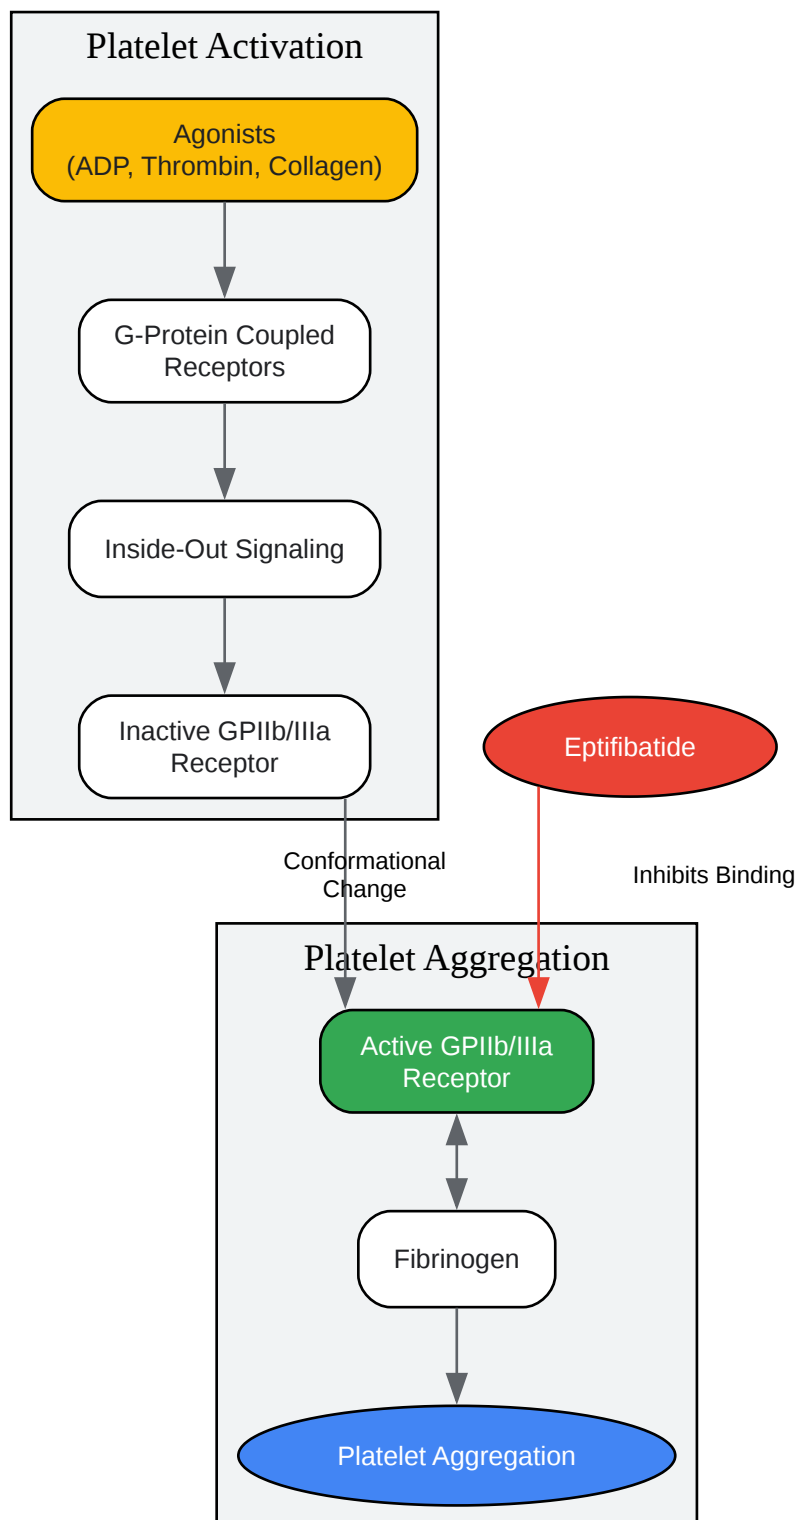 Platelet Activation
Agonists
(ADP, Thrombin, Collagen)
G-Protein Coupled
Receptors
Inside-Out Signaling
Inactive GPIIb/IIIa
Receptor
Eptifibatide
Conformational
Change
Inhibits Binding
Platelet Aggregation
Active GPIIb/IIIa
Receptor
Fibrinogen
Platelet Aggregation